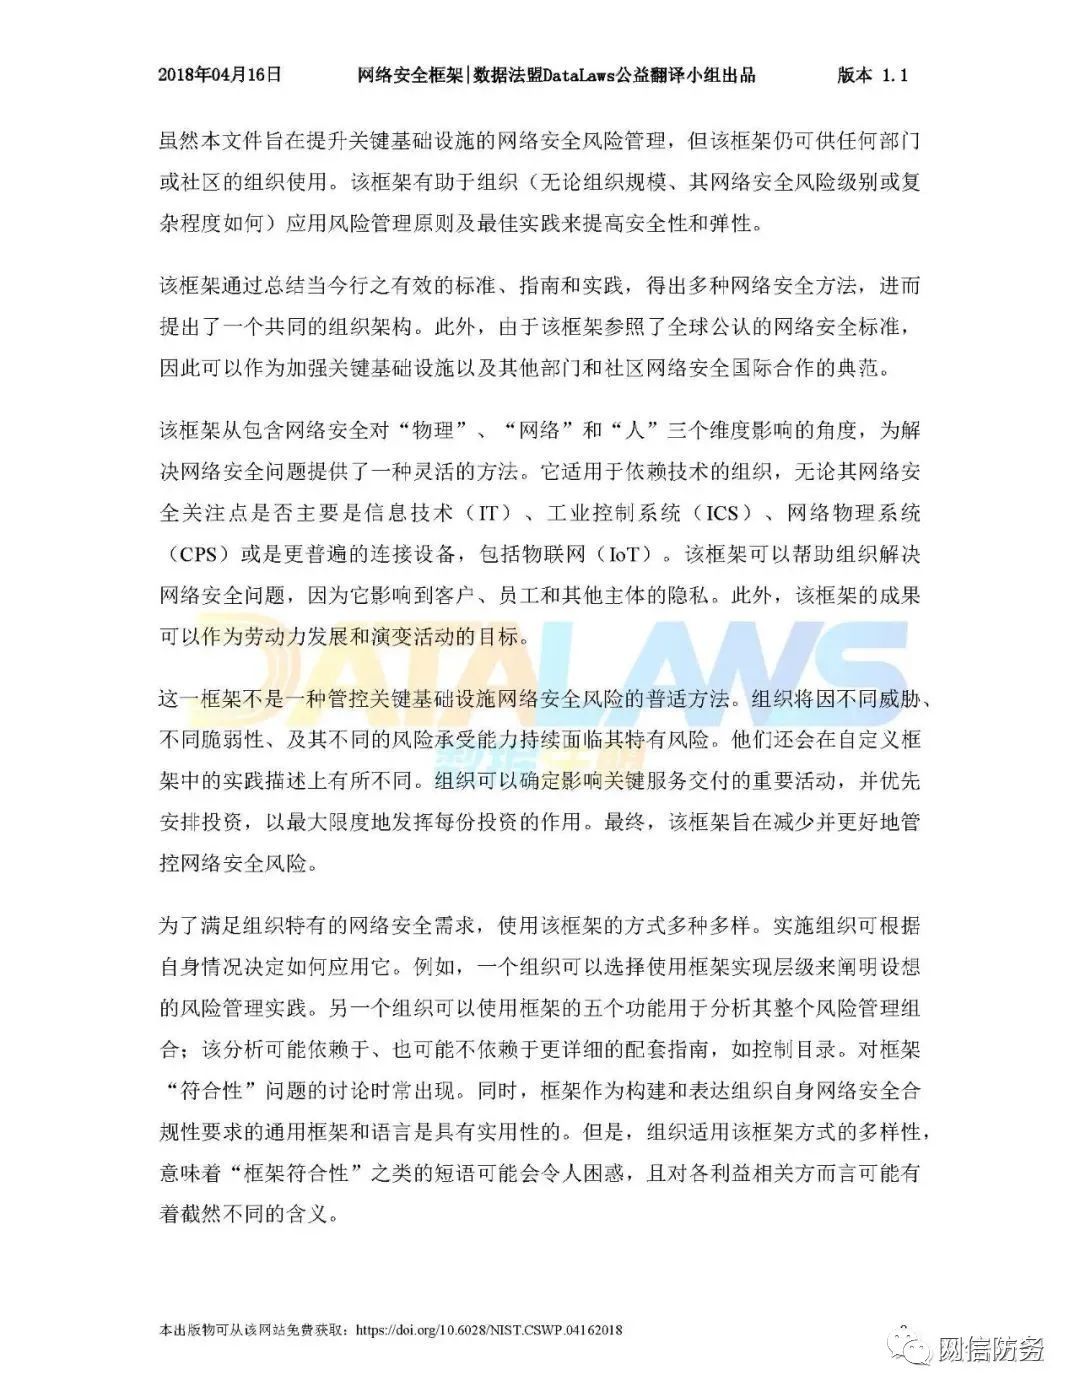 2018年04月16日 网络安全框架|数据法盟DataLaws公益翻译小组出品 版本 1.1
虽然本文件旨在提升关键基础设施的网络安全风险管理，但该框架仍可供任何部门
或社区的组织使用。该框架有助于组织（无论组织规模、其网络安全风险级别或复
杂程度如何）应用风险管理原则及最佳实践来提高安全性和弹性。
该框架通过总结当今行之有效的标准、指南和实践，得出多种网络安全方法，进而
提出了一个共同的组织架构。此外，由于该框架参照了全球公认的网络安全标准，
因此可以作为加强关键基础设施以及其他部门和社区网络安全国际合作的典范。
该框架从包含网络安全对“物理”、“网络”和“人”三个维度影响的角度，为解
决网络安全问题提供了一种灵活的方法。它适用于依赖技术的组织，无论其网络安
全关注点是否主要是信息技术（IT）、工业控制系统（ICS）、网络物理系统
（CPS）或是更普遍的连接设备，包括物联网（IoT）。该框架可以帮助组织解决
网络安全问题，因为它影响到客户、员工和其他主体的隐私。此外，该框架的成果
可以作为劳动力发展和演变活动的目标。
DATALAWS
这一框架不是一种管控关键基础设施网络安全风险的普适方法。组织将因不同威胁、
不同脆弱性、及其不同的风险承受能力持续面临其特有风险。他们还会在自定义框
数据法盟
架中的实践描述上有所不同。组织可以确定影响关键服务交付的重要活动，并优先
安排投资，以最大限度地发挥每份投资的作用。最终，该框架旨在减少并更好地管
控网络安全风险。
为了满足组织特有的网络安全需求，使用该框架的方式多种多样。实施组织可根据
自身情况决定如何应用它。例如，一个组织可以选择使用框架实现层级来阐明设想
的风险管理实践。另一个组织可以使用框架的五个功能用于分析其整个风险管理组
合；该分析可能依赖于、也可能不依赖于更详细的配套指南，如控制目录。对框架
“符合性”问题的讨论时常出现。同时，框架作为构建和表达组织自身网络安全合
规性要求的通用框架和语言是具有实用性的。但是，组织适用该框架方式的多样性，
意味着“框架符合性”之类的短语可能会令人困惑，且对各利益相关方而言可能有
着截然不同的含义。
本出版物可从该网站免费获取：https://doi.org/10.6028/NIST.CSWP.04162018
网信防务